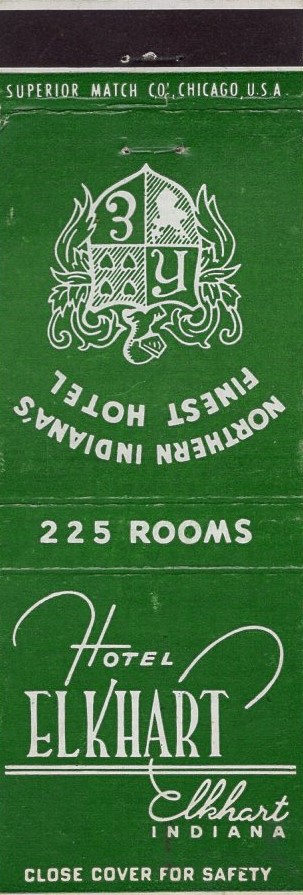 SUPERIOR MATCH CO., CHICAGO, U.S.A.
NORTHERN INDIANA'S
FINEST HOTEL
h
E
225 ROOMS
HOTEL
ELKHART
Elkhart
INDIANA
CLOSE COVER FOR SAFETY